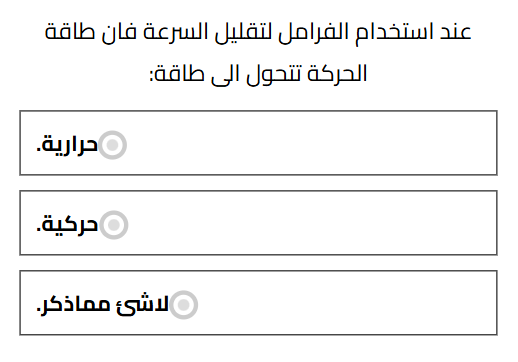 عند استخدام الفرامل لتقليل السرعة فان طاقة
الحركة تتحول الى طاقة:
حرارية.
حركية.
لاشئ مماذكر.